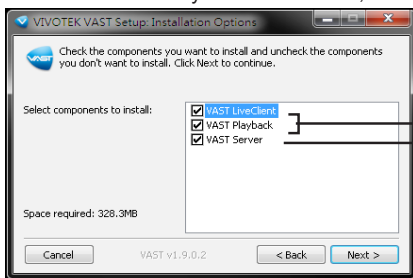 VIVOTEK VAST Setup: Installation Options
VAST
Check the components you want to install and uncheck the components
you don't want to install. Click Next to continue.
Select components to install:
VAST LiveClient
VAST Playback
VAST Server
Space required: 328.3MB
Cancel
VAST v1.9.0.2
< Back
Next >